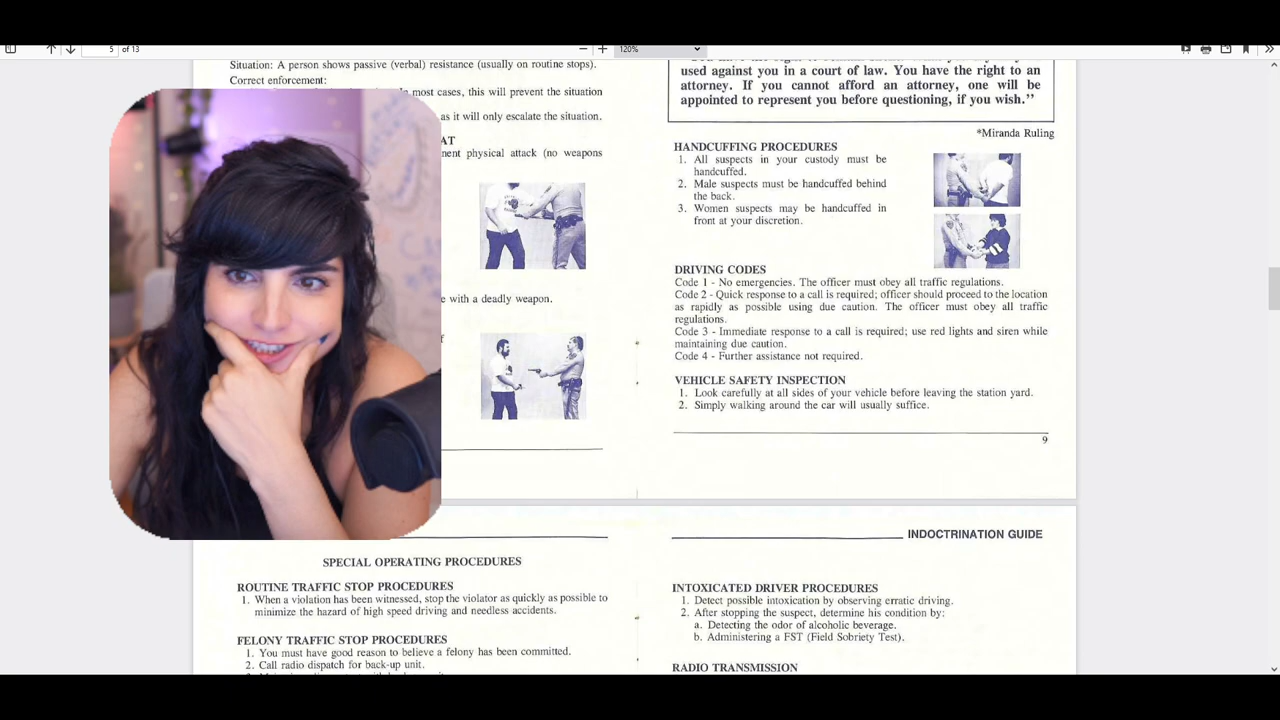 5 of 13
120%
Situation: A person shows passive (verbal) resistance (usually on routine stops).
Correct enforcement:
most cases, this will prevent the situation
as it will only escalate the situation.
AT
physical attack (no weapons
with a deadly weapon.
used against you in a court of law. You have the right to an
attorney. If you cannot afford an attorney, one will be
appointed to represent you before questioning, if you wish.”
*Miranda Ruling
HANDCUFFING PROCEDURES
1. All suspects in your custody must be
handcuffed.
2. Male suspects must be handcuffed behind
the back.
3. Women suspects may be handcuffed in
front at your discretion.
DRIVING CODES
Code 1 - No emergencies. The officer must obey all traffic regulations.
Code 2 - Quick response to a call is required; officer should proceed to the location
as rapidly as possible using due caution. The officer must obey all traffic
regulations.
Code 3 - Immediate response to a call is required; use red lights and siren while
maintaining due caution.
Code 4 - Further assistance not required.
VEHICLE SAFETY INSPECTION
1. Look carefully at all sides of your vehicle before leaving the station yard.
2. Simply walking around the car will usually suffice.
9
SPECIAL OPERATING PROCEDURES
ROUTINE TRAFFIC STOP PROCEDURES
1. When a violation has been witnessed, stop the violator as quickly as possible to
minimize the hazard of high speed driving and needless accidents.
FELONY TRAFFIC STOP PROCEDURES
1. You must have good reason to believe a felony has been committed.
2. Call radio dispatch for back-up unit.
INDOCTRINATION GUIDE
INTOXICATED DRIVER PROCEDURES
1. Detect possible intoxication by observing erratic driving.
2. After stopping the suspect, determine his condition by:
a. Detecting the odor of alcoholic beverage.
b. Administering a FST (Field Sobriety Test).
RADIO TRANSMISSION